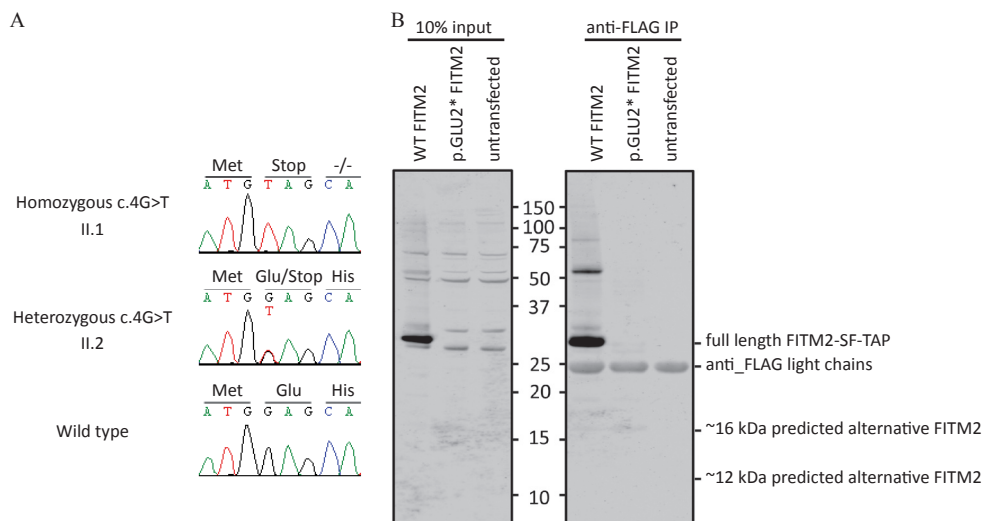 A
Homozygous c.4G>T
II.1
Met Stop -/-
A T G T A G C A
Heterozygous c.4G>T
II.2
Met Glu/Stop His
A T G G A G C A
T
Wild type
Met Glu His
A T G G A G C A
B
10% input
anti-FLAG IP
WT FITM2
p.GLU2* FITM2
untransfected
WT FITM2
p.GLU2* FITM2
untransfected
150
100
75
50
37
25
20
15
10
full length FITM2-SF-TAP
anti_FLAG light chains
~16 kDa predicted alternative FITM2
~12 kDa predicted alternative FITM2